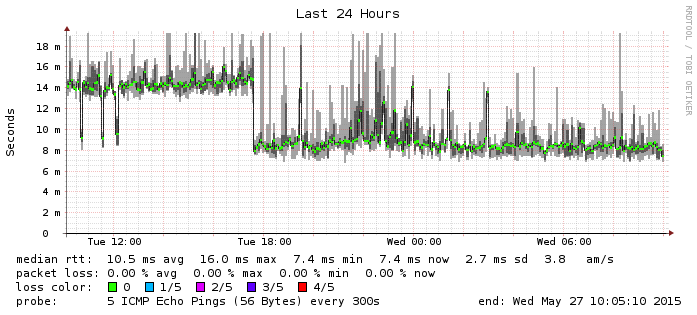 Last 24 Hours
RRDTOOL / TOBI OETIKER
Seconds
18 m
16 m
14 m
12 m
10 m
8 m
6 m
4 m
2 m
0
Tue 12:00 Tue 18:00 Wed 00:00 Wed 06:00
median rtt: 10.5 ms avg 16.0 ms max 7.4 ms min 7.4 ms now 2.7 ms sd 3.8 am/s
packet loss: 0.00 % avg 0.00 % max 0.00 % min 0.00 % now
loss color: 0 1/5 2/5 3/5 4/5
probe: 5 ICMP Echo Pings (56 Bytes) every 300s end: Wed May 27 10:05:10 2015